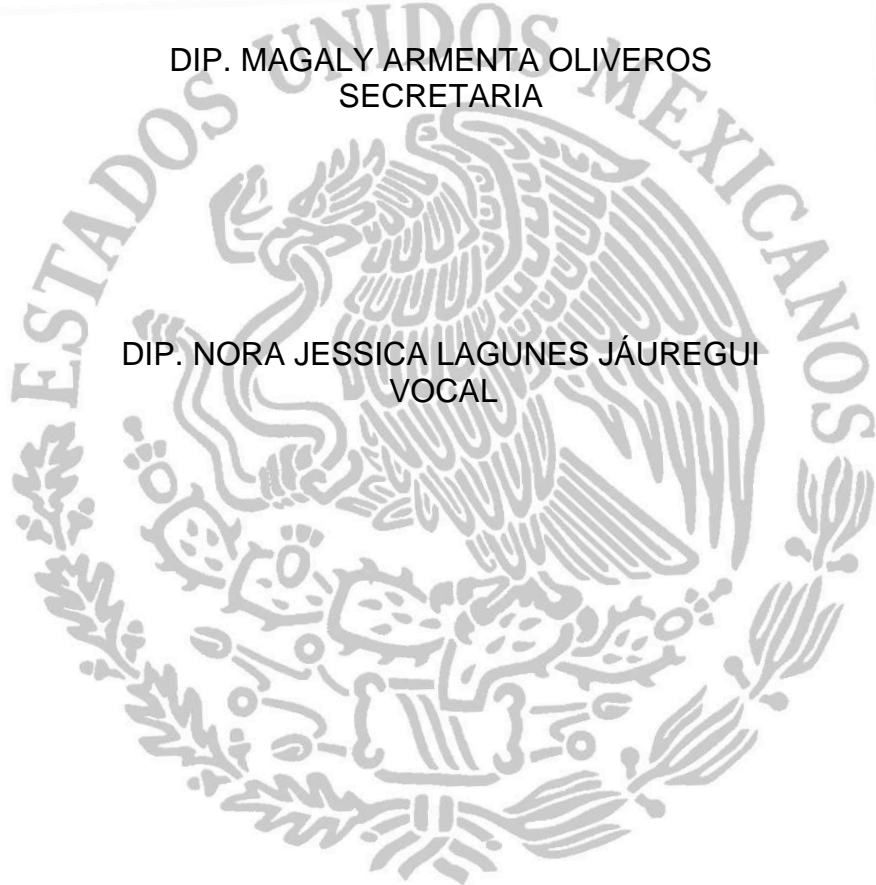 DIP. MAGALY ARMENTA OLIVEROS
SECRETARIA
ESTADOS UNIDOS MEXICANOS
DIP. NORA JESSICA LAGUNES JÁUREGUI
VOCAL